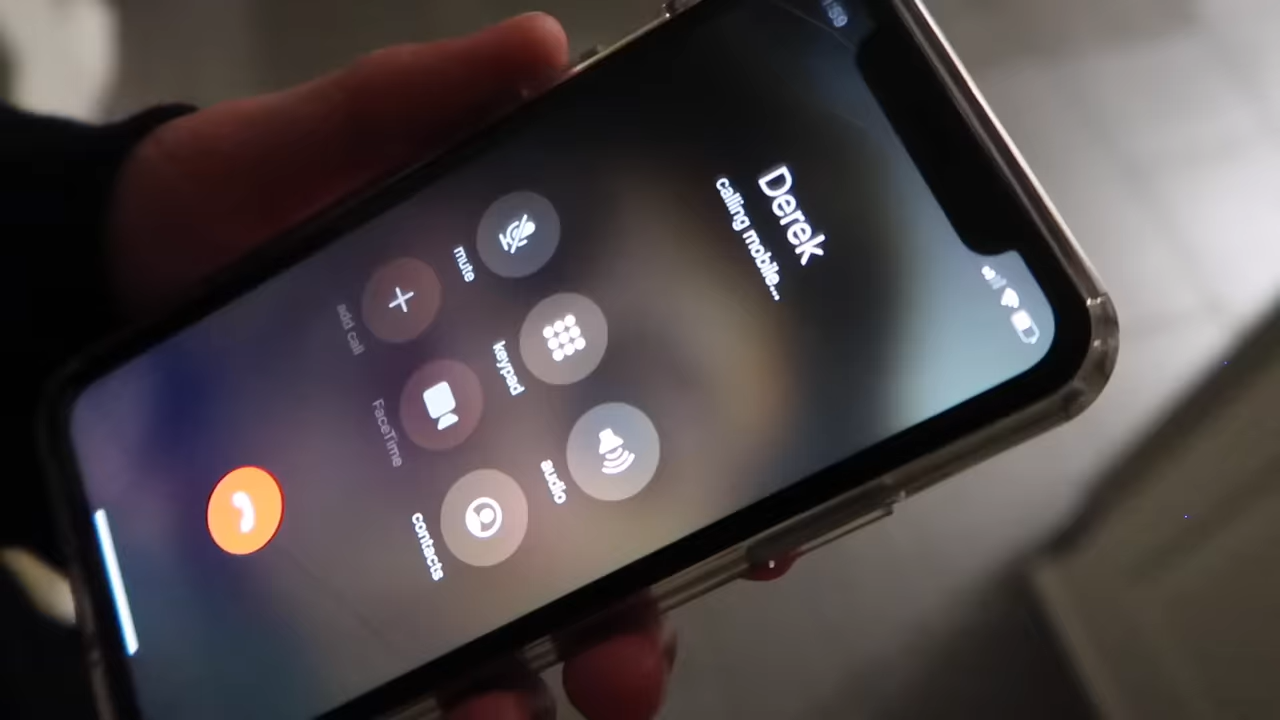 Derek
calling mobile...
mute
keypad
audio
add call
FaceTime
contacts